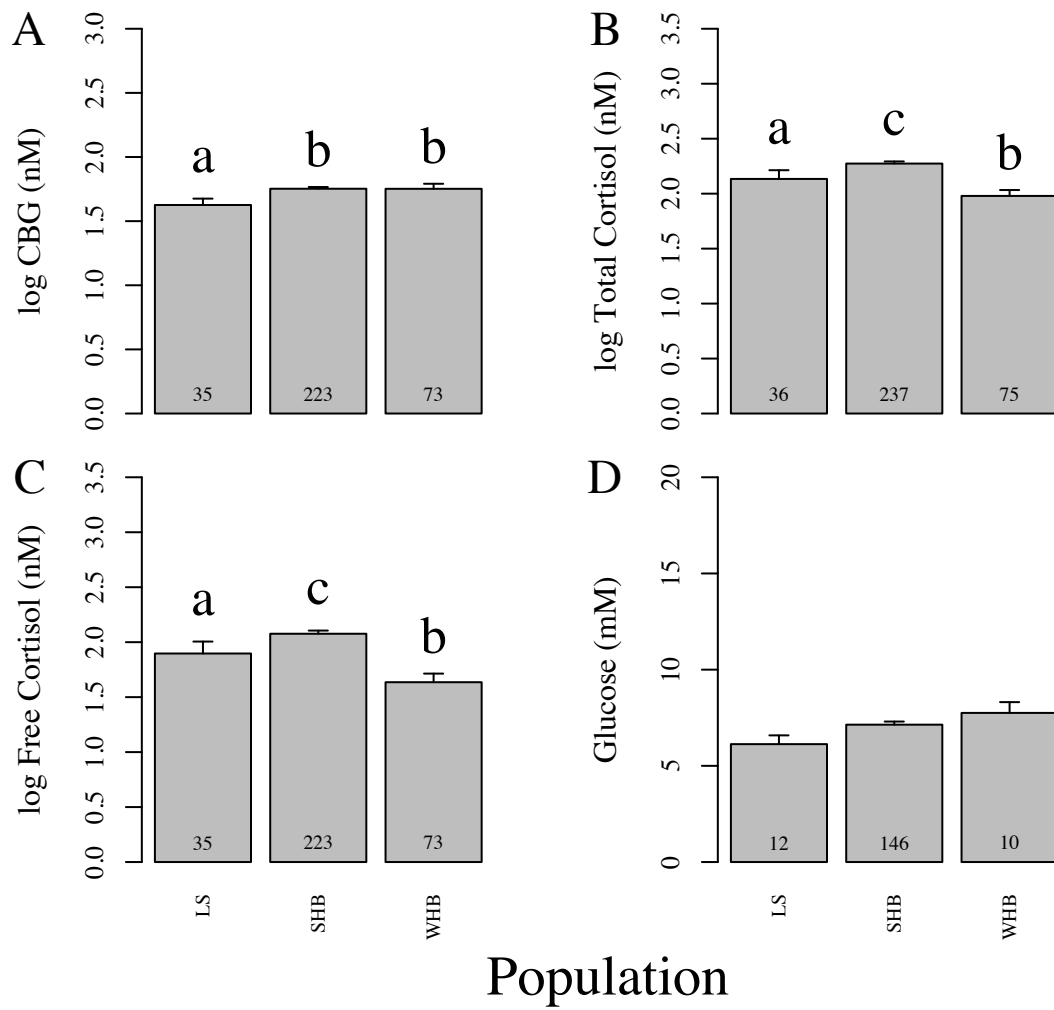 A
log CBG (nM)
3.0
2.5
2.0
1.5
1.0
0.5
0.0
a
b
b
35
223
73
B
log Total Cortisol (nM)
3.5
3.0
2.5
2.0
1.5
1.0
0.5
0.0
a
c
b
36
237
75
C
log Free Cortisol (nM)
3.5
3.0
2.5
2.0
1.5
1.0
0.5
0.0
a
c
b
35
223
73
LS
SHB
WHB
D
Glucose (mM)
20
15
10
5
0
12
146
10
LS
SHB
WHB
Population